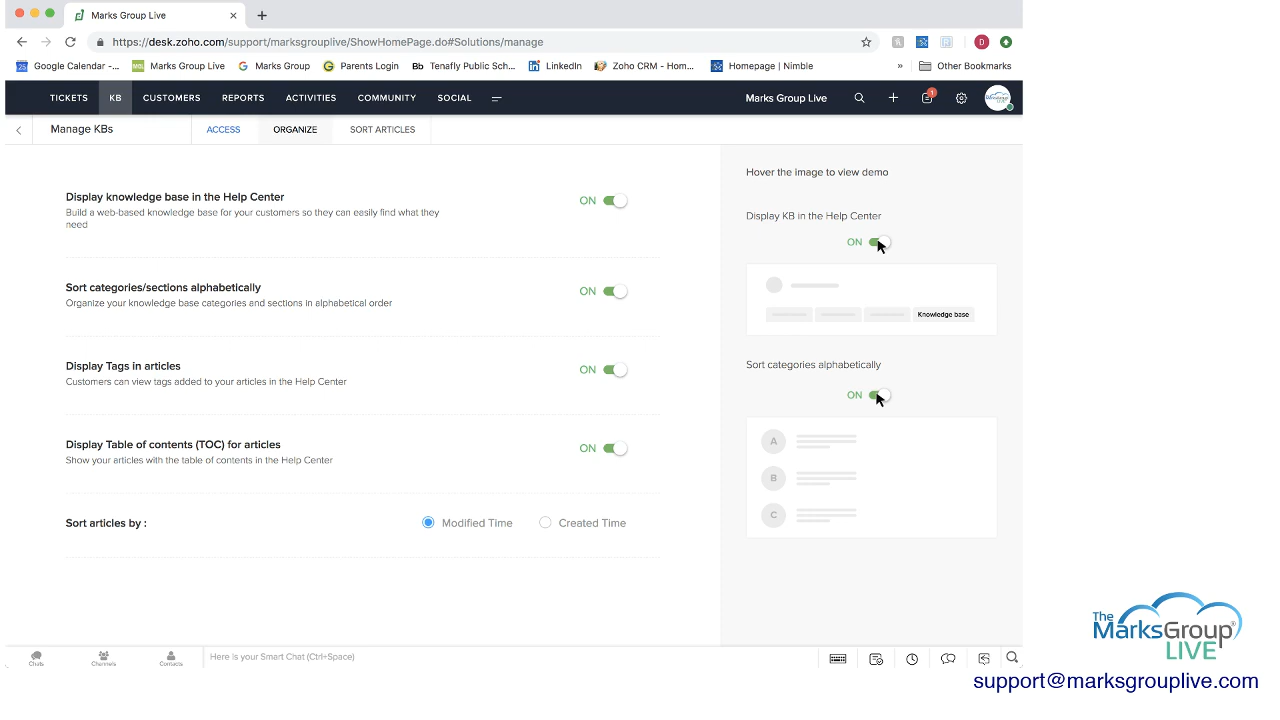 Marks Group Live
https://desk.zoho.com/support/marksgrouplive/ShowHomePage.do#Solutions/manage
D
25 Google Calendar -... Marks Group Live Marks Group Parents Login Bb Tenafly Public Sch... LinkedIn Zoho CRM - Hom... Homepage | Nimble » Other Bookmarks
TICKETS KB CUSTOMERS REPORTS ACTIVITIES COMMUNITY SOCIAL Marks Group Live 1
Manage KBs ACCESS ORGANIZE SORT ARTICLES
Hover the image to view demo
Display knowledge base in the Help Center ON
Build a web-based knowledge base for your customers so they can easily find what they
need
Display KB in the Help Center
ON
Knowledge base
Sort categories/sections alphabetically ON
Organize your knowledge base categories and sections in alphabetical order
Display Tags in articles ON
Customers can view tags added to your articles in the Help Center
Sort categories alphabetically
ON
A
B
C
Display Table of contents (TOC) for articles ON
Show your articles with the table of contents in the Help Center
Sort articles by : Modified Time Created Time
Chats Channels Contacts Here is your Smart Chat (Ctrl+Space)
The
MarksGroup®
LIVE
support@marksgrouplive.com